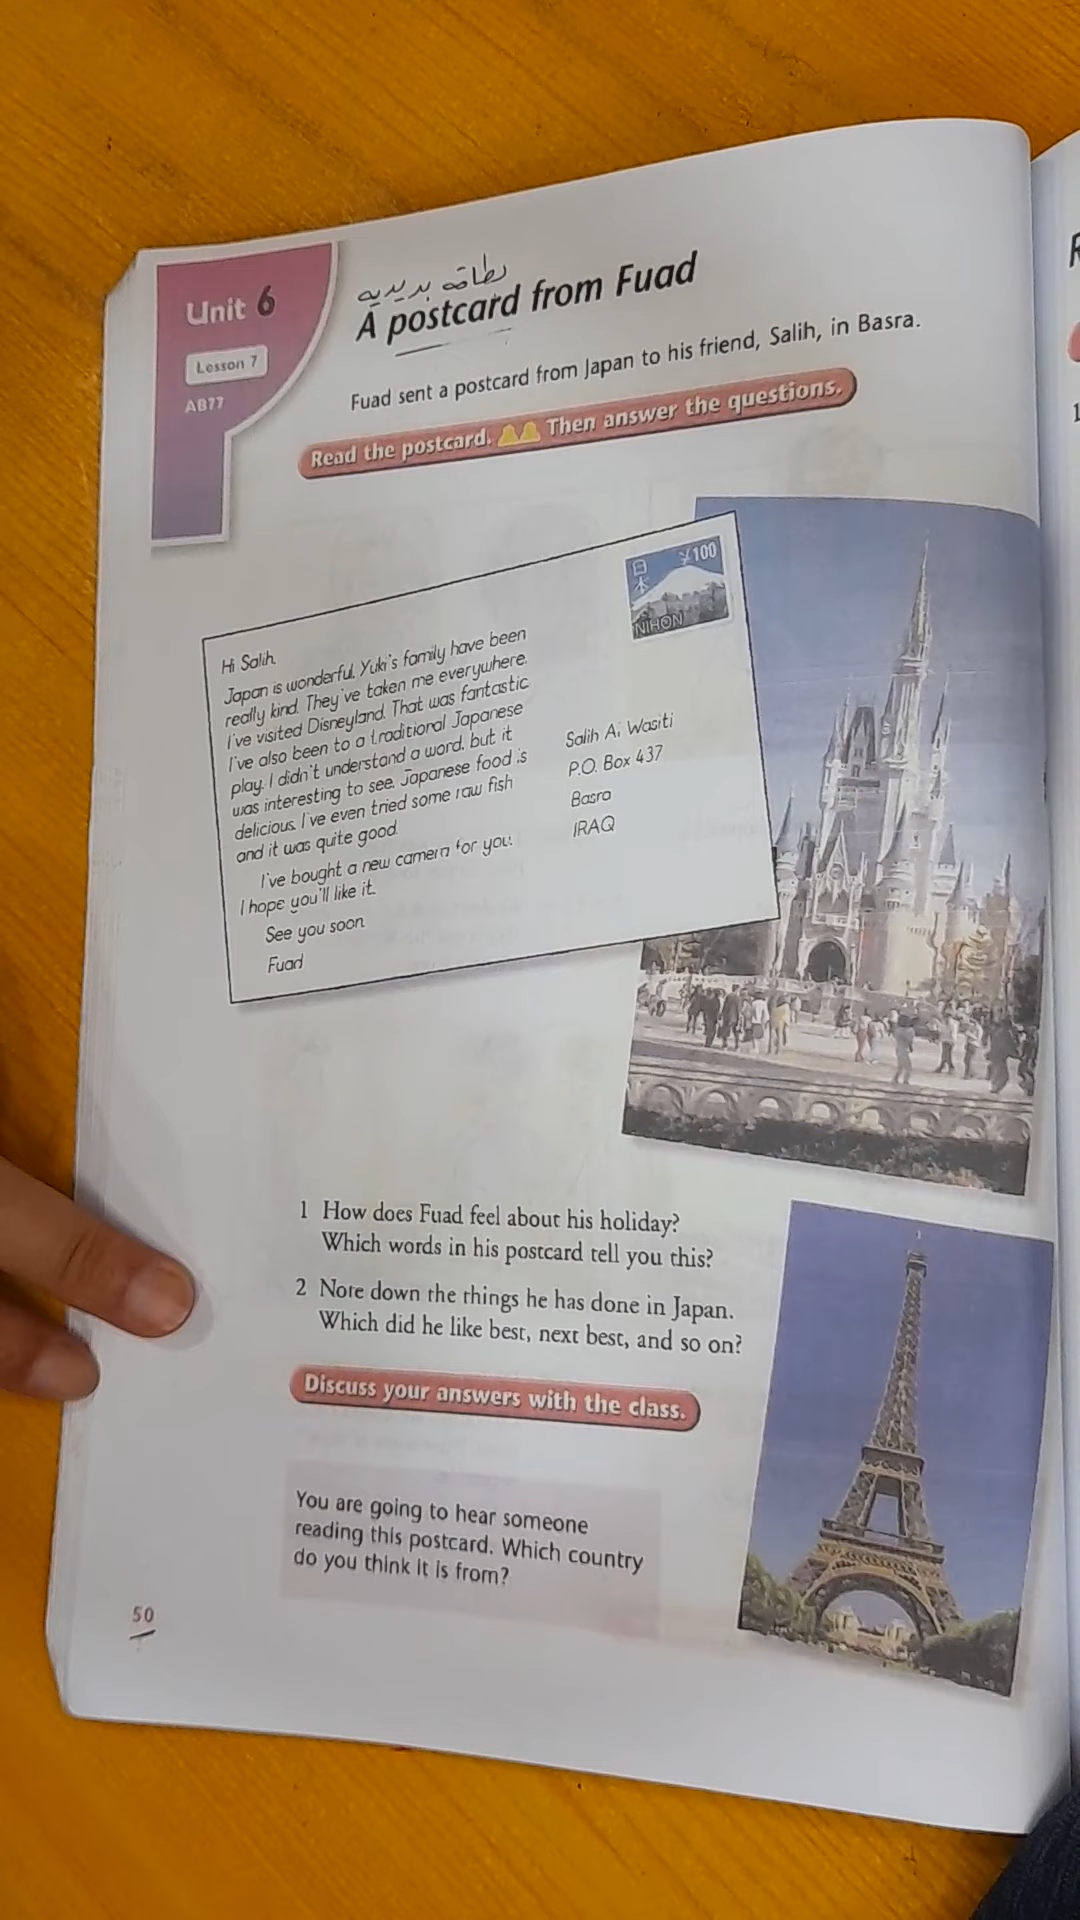 Unit 6
Lesson 7
AB77
بطاقة بريدية
A postcard from Fuad
Fuad sent a postcard from Japan to his friend, Salih, in Basra.
Read the postcard. Then answer the questions.
日本
¥100
NIHON
Hi Salih,
Japan is wonderful. Yuki's family have been
really kind. They've taken me everywhere.
I've visited Disneyland. That was fantastic.
I've also been to a traditional Japanese
play. I didn't understand a word, but it
was interesting to see. Japanese food is
delicious. I've even tried some raw fish
and it was quite good.
I've bought a new camera for you.
I hope you'll like it.
See you soon
Fuad
Salih Al Wasiti
P.O. Box 437
Basra
IRAQ
1 How does Fuad feel about his holiday?
Which words in his postcard tell you this?
2 Note down the things he has done in Japan.
Which did he like best, next best, and so on?
Discuss your answers with the class.
You are going to hear someone
reading this postcard. Which country
do you think it is from?
50